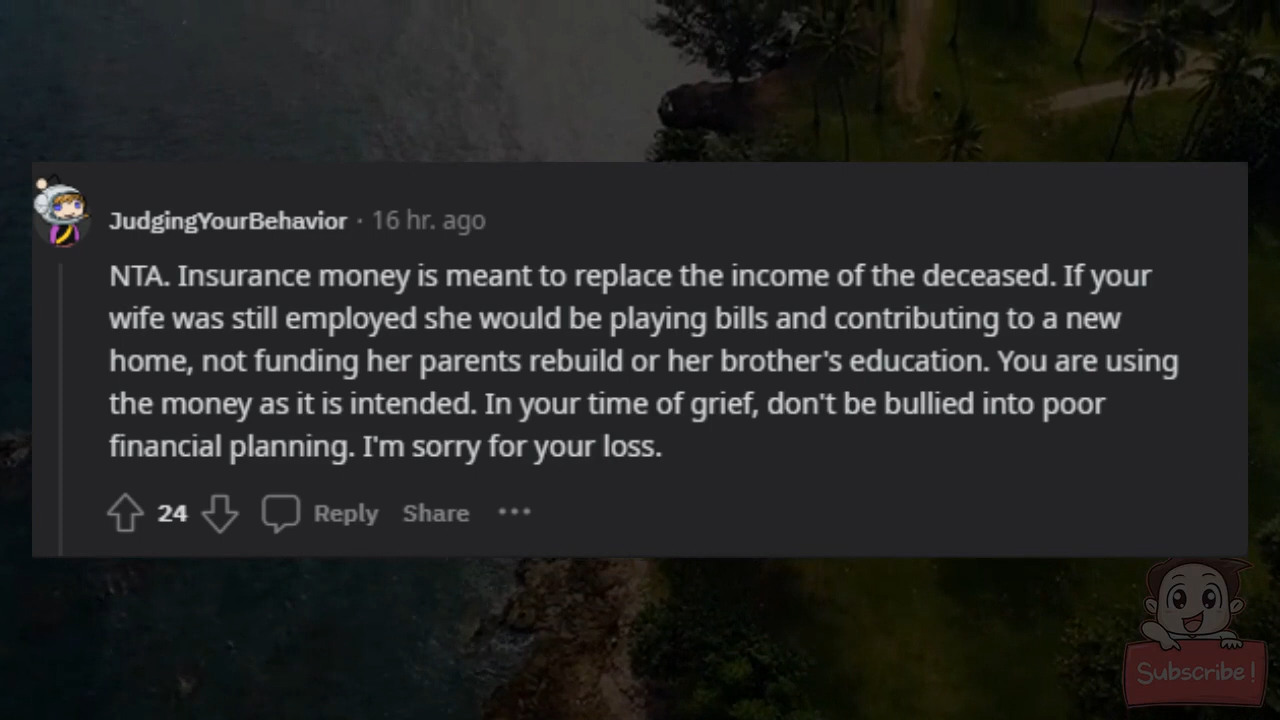 JudgingYourBehavior · 16 hr. ago
NTA. Insurance money is meant to replace the income of the deceased. If your
wife was still employed she would be playing bills and contributing to a new
home, not funding her parents rebuild or her brother's education. You are using
the money as it is intended. In your time of grief, don't be bullied into poor
financial planning. I'm sorry for your loss.
24 Reply Share ···
Subscribe!